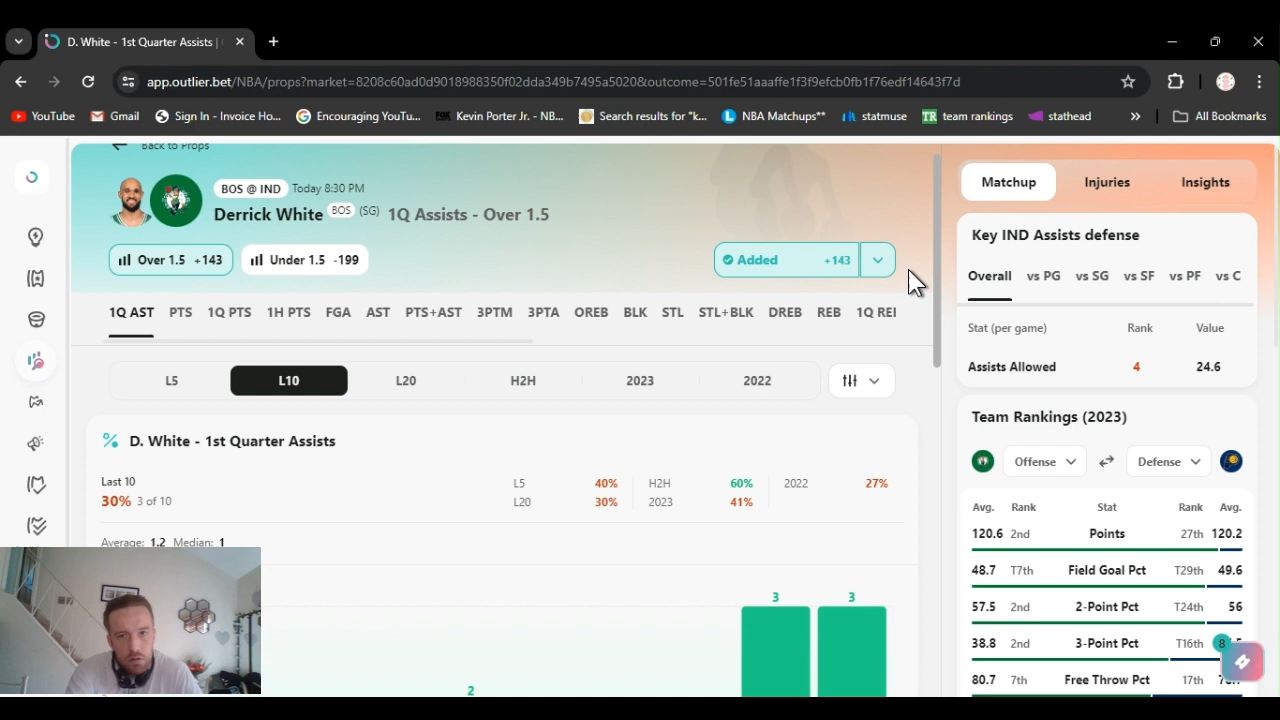 D. White - 1st Quarter Assists |
app.outlier.bet/NBA/props?market=8208c60ad0d9018988350f02dda349b7495a5020&outcome=501fe51aaaffe1f3f9efcb0fb1f76edf14643f7d
YouTube Gmail Sign In - Invoice Ho... Encouraging YouTu... FOX Kevin Porter Jr. - NB... Search results for "k... NBA Matchups** statmuse TR team rankings stathead » All Bookmarks
Back to Props
BOS @ IND Today 8:30 PM
Derrick White BOS (SG) 1Q Assists - Over 1.5
Over 1.5 +143 Under 1.5 -199 Added +143
1Q AST PTS 1Q PTS 1H PTS FGA AST PTS+AST 3PTM 3PTA OREB BLK STL STL+BLK DREB REB 1Q REI
L5 L10 L20 H2H 2023 2022
% D. White - 1st Quarter Assists
Last 10
30% 3 of 10
L5 40% H2H 60% 2022 27%
L20 30% 2023 41%
Average: 1.2 Median: 1
3 3
2
Matchup Injuries Insights
Key IND Assists defense
Overall vs PG vs SG vs SF vs PF vs C
Stat (per game) Rank Value
Assists Allowed 4 24.6
Team Rankings (2023)
Offense Defense
Avg. Rank Stat Rank Avg.
120.6 2nd Points 27th 120.2
48.7 T7th Field Goal Pct T29th 49.6
57.5 2nd 2-Point Pct T24th 56
38.8 2nd 3-Point Pct T16th 8
80.7 7th Free Throw Pct 17th